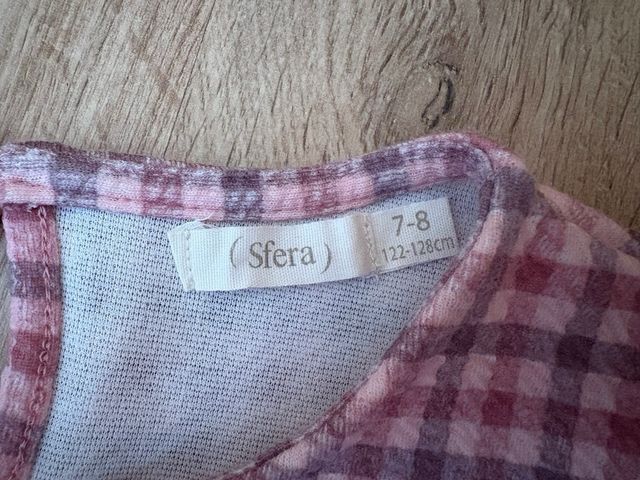 ( Sfera )
7-8
122-128cm